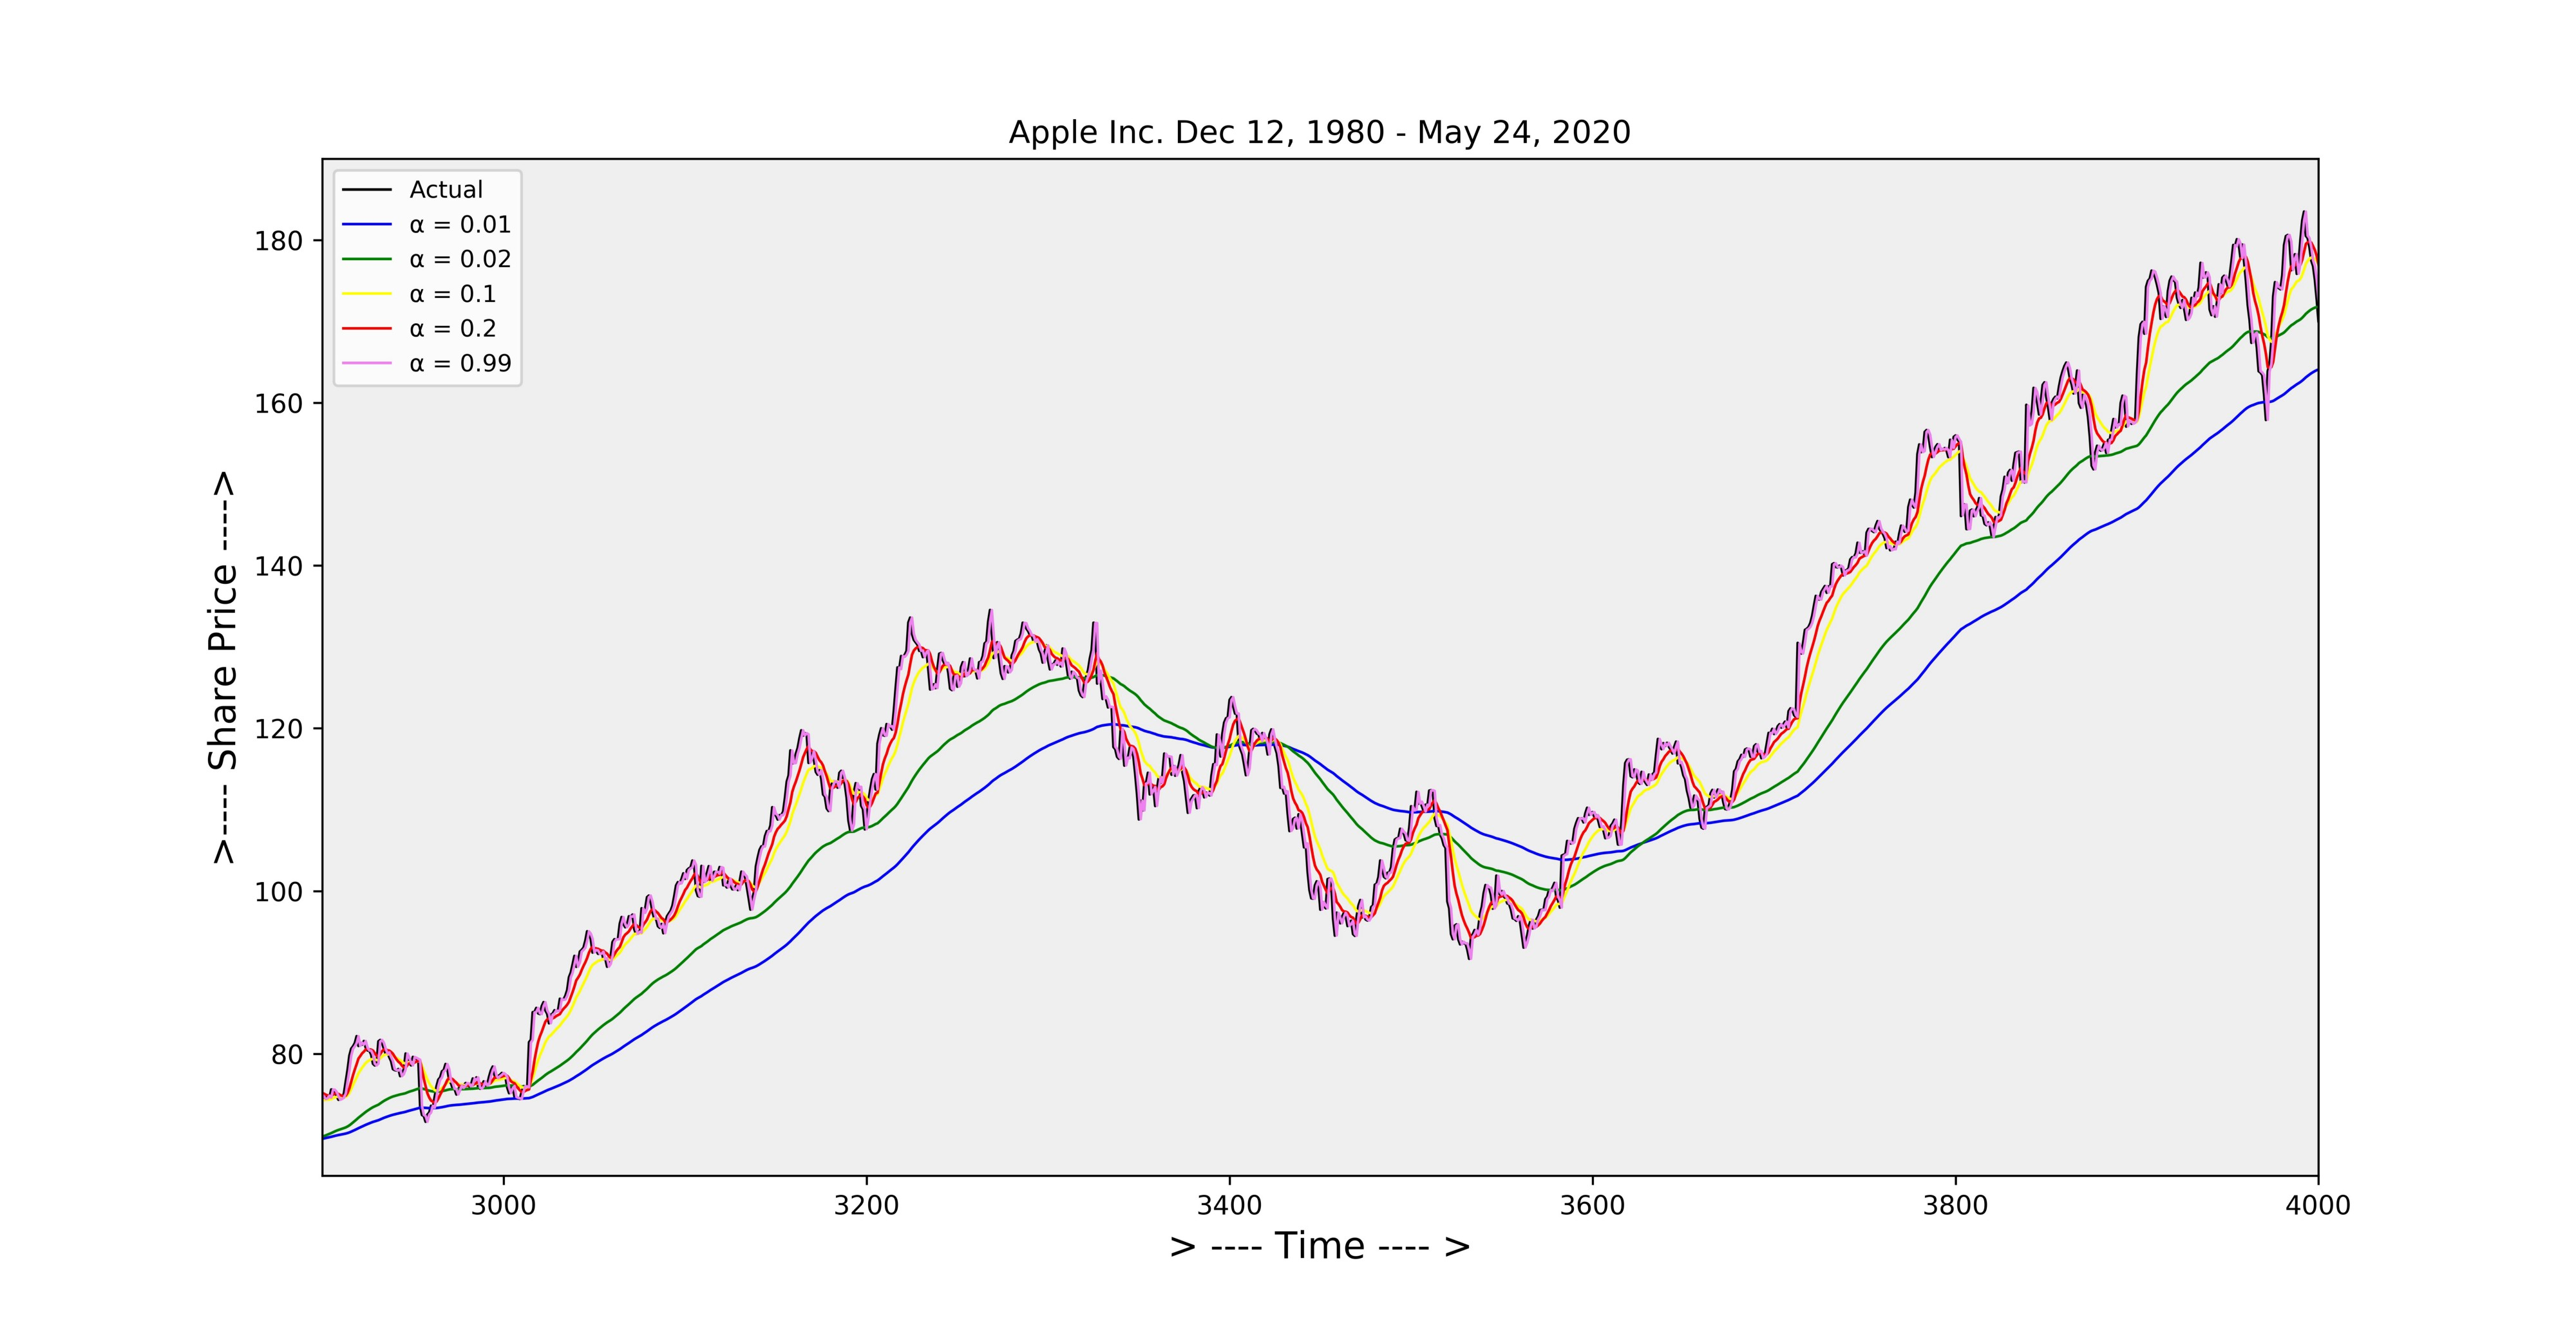 Apple Inc. Dec 12, 1980 - May 24, 2020
Actual
α = 0.01
α = 0.02
α = 0.1
α = 0.2
α = 0.99
180
160
140
120
100
80
>---- Share Price ---->
3000 3200 3400 3600 3800 4000
> ---- Time ---- >